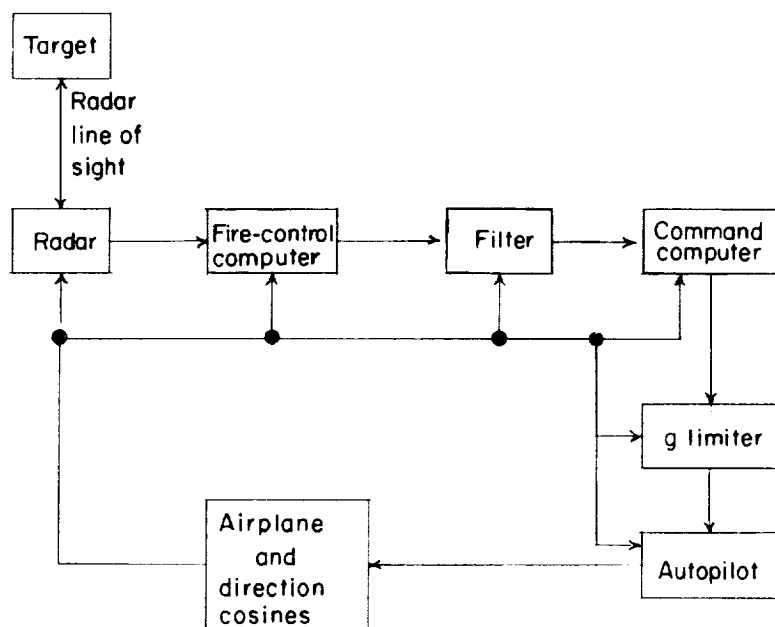 Target
Radar
line of
sight
Radar
Fire-control
computer
Filter
Command
computer
g limiter
Airplane
and
direction
cosines
Autopilot